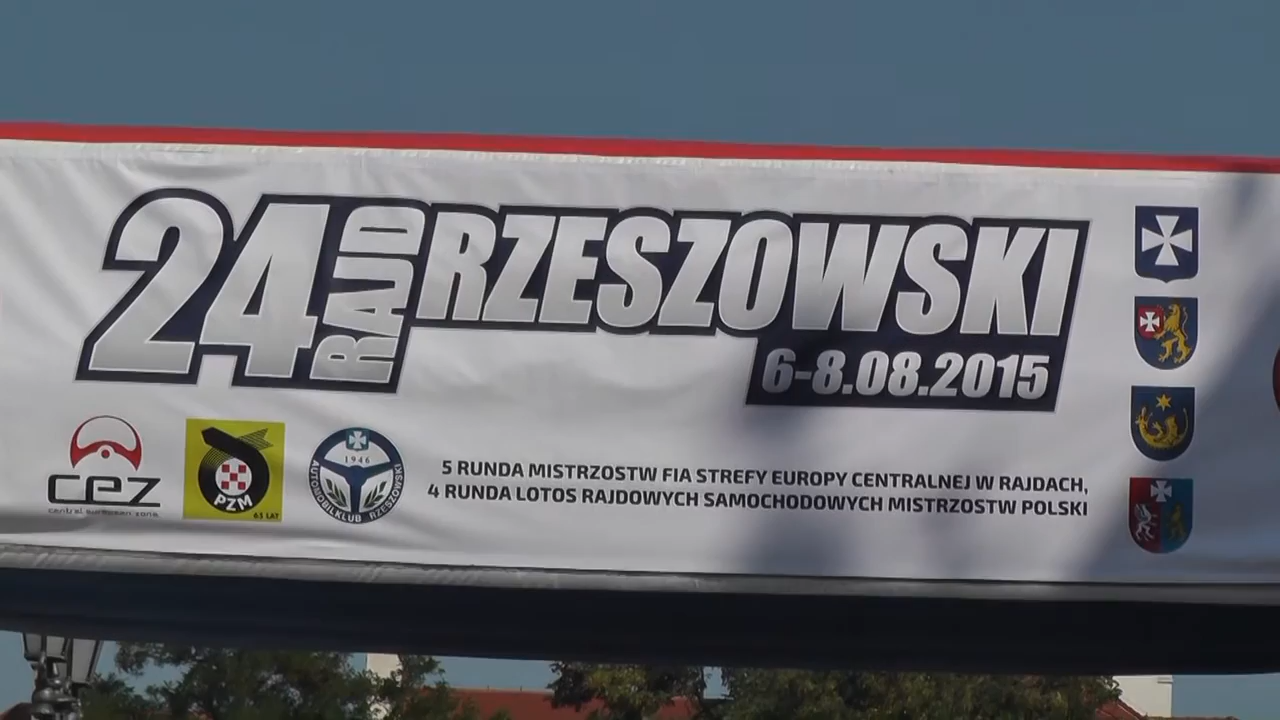 24 RAJD RZESZOWSKI
6-8.08.2015
cez
central european zone
PZM
65 LAT
1946
AUTOMOBILKLUB RZESZOWSKI
5 RUNDA MISTRZOSTW FIA STREFY EUROPY CENTRALNEJ W RAJDACH,
4 RUNDA LOTOS RAJDOWYCH SAMOCHODOWYCH MISTRZOSTW POLSKI